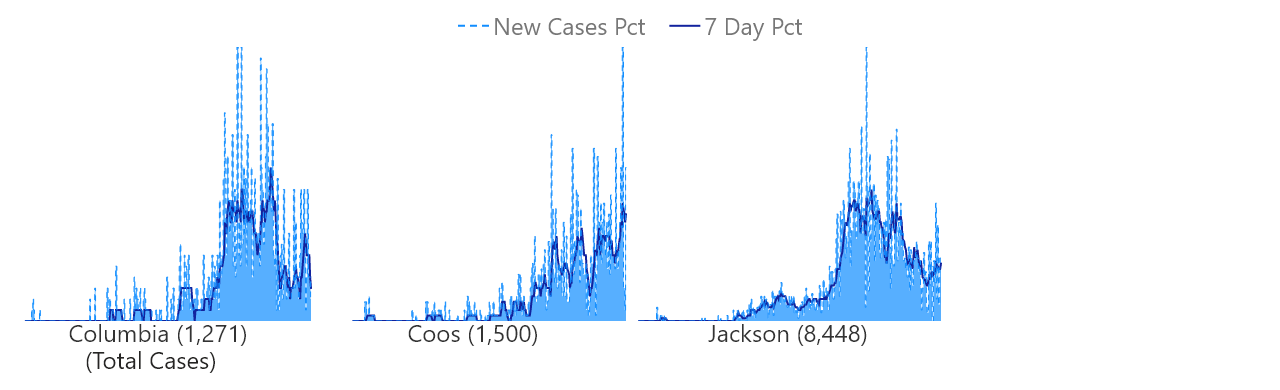 New Cases Pct 7 Day Pct
Columbia (1,271) Coos (1,500) Jackson (8,448)
(Total Cases)